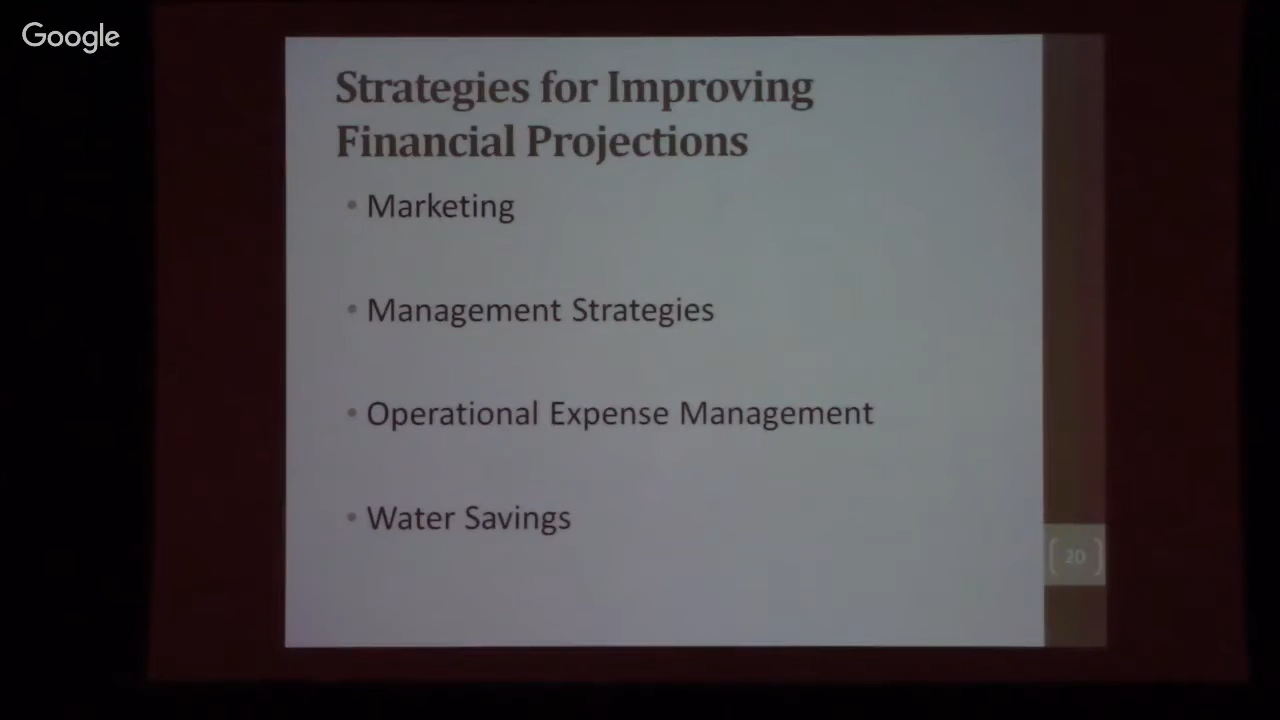 Google
Strategies for Improving
Financial Projections
• Marketing
• Management Strategies
• Operational Expense Management
• Water Savings
20